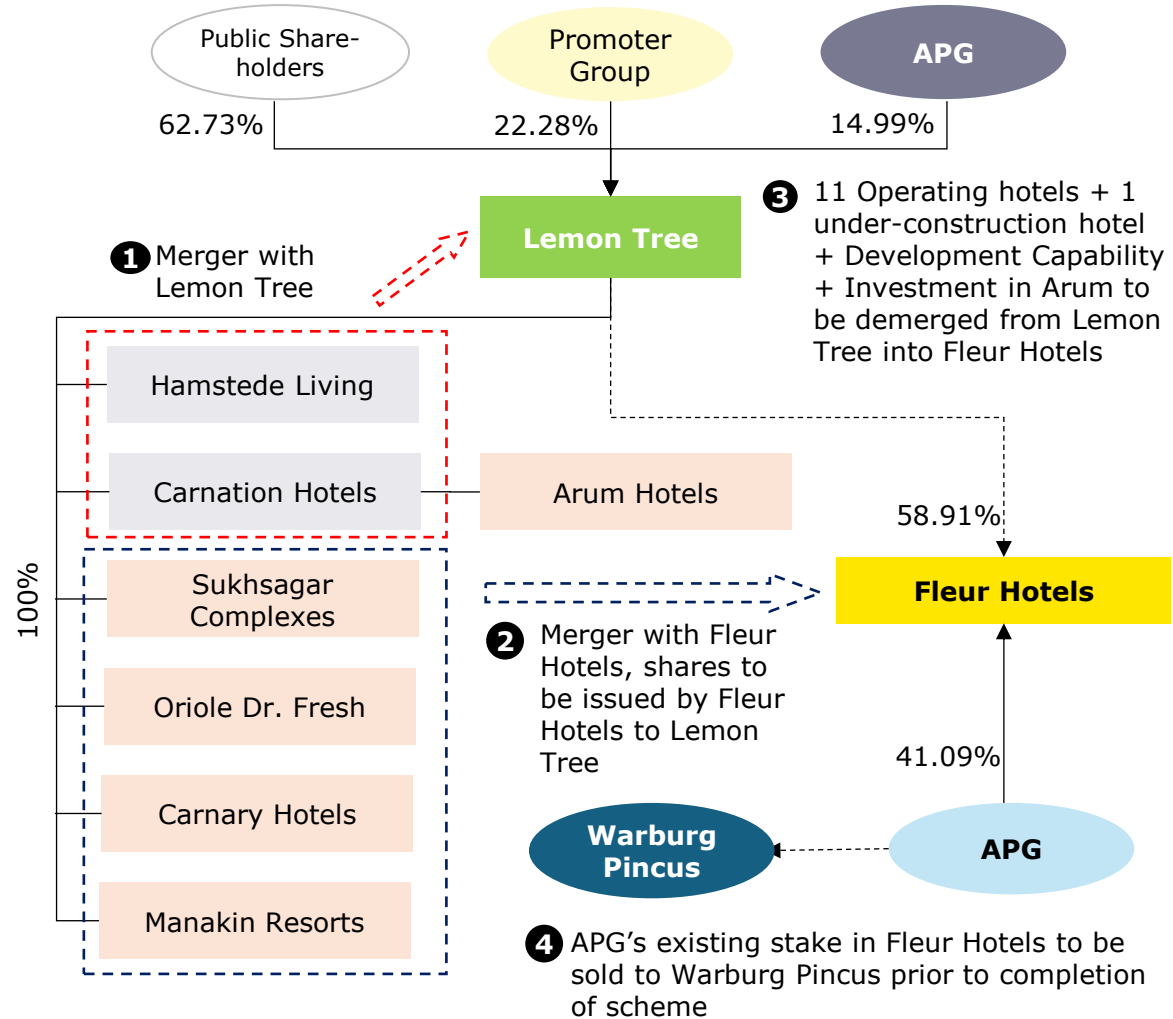 Public Share-
holders
Promoter
Group
APG
62.73%
22.28%
14.99%
Lemon Tree
1 Merger with
Lemon Tree
3 11 Operating hotels + 1
under-construction hotel
+ Development Capability
+ Investment in Arum to
be demerged from Lemon
Tree into Fleur Hotels
Hamstede Living
Carnation Hotels
Arum Hotels
100%
Sukhsagar
Complexes
Oriole Dr. Fresh
Carnary Hotels
Manakin Resorts
58.91%
Fleur Hotels
2 Merger with Fleur
Hotels, shares to
be issued by Fleur
Hotels to Lemon
Tree
41.09%
Warburg
Pincus
APG
4 APG’s existing stake in Fleur Hotels to be
sold to Warburg Pincus prior to completion
of scheme